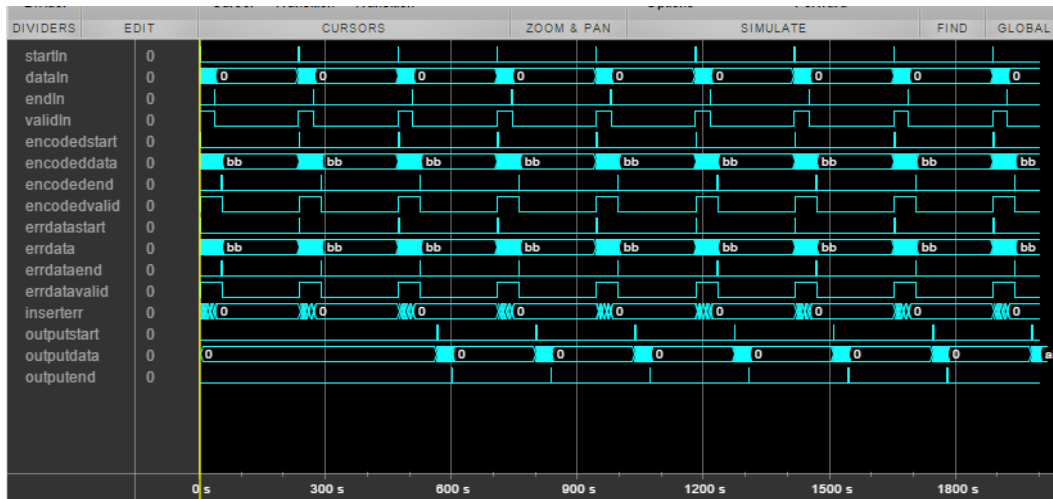 DIVIDERS EDIT CURSORS ZOOM & PAN SIMULATE FIND GLOBAL
startIn 0
dataIn 0 0 0 0 0 0 0 0 0 0
endIn 0
validIn 0
encodedstart 0
encodeddata 0 bb bb bb bb bb bb bb bb bb
encodedend 0
encodedvalid 0
errdatastart 0
errdata 0 bb bb bb bb bb bb bb bb bb
errdataend 0
errdatavalid 0
inserterr 0 0 0 0 0 0 0 0 0 0
outputstart 0
outputdata 0 0 0 0 0 0 0 0 a
outputend 0
0 s 300 s 600 s 900 s 1200 s 1500 s 1800 s